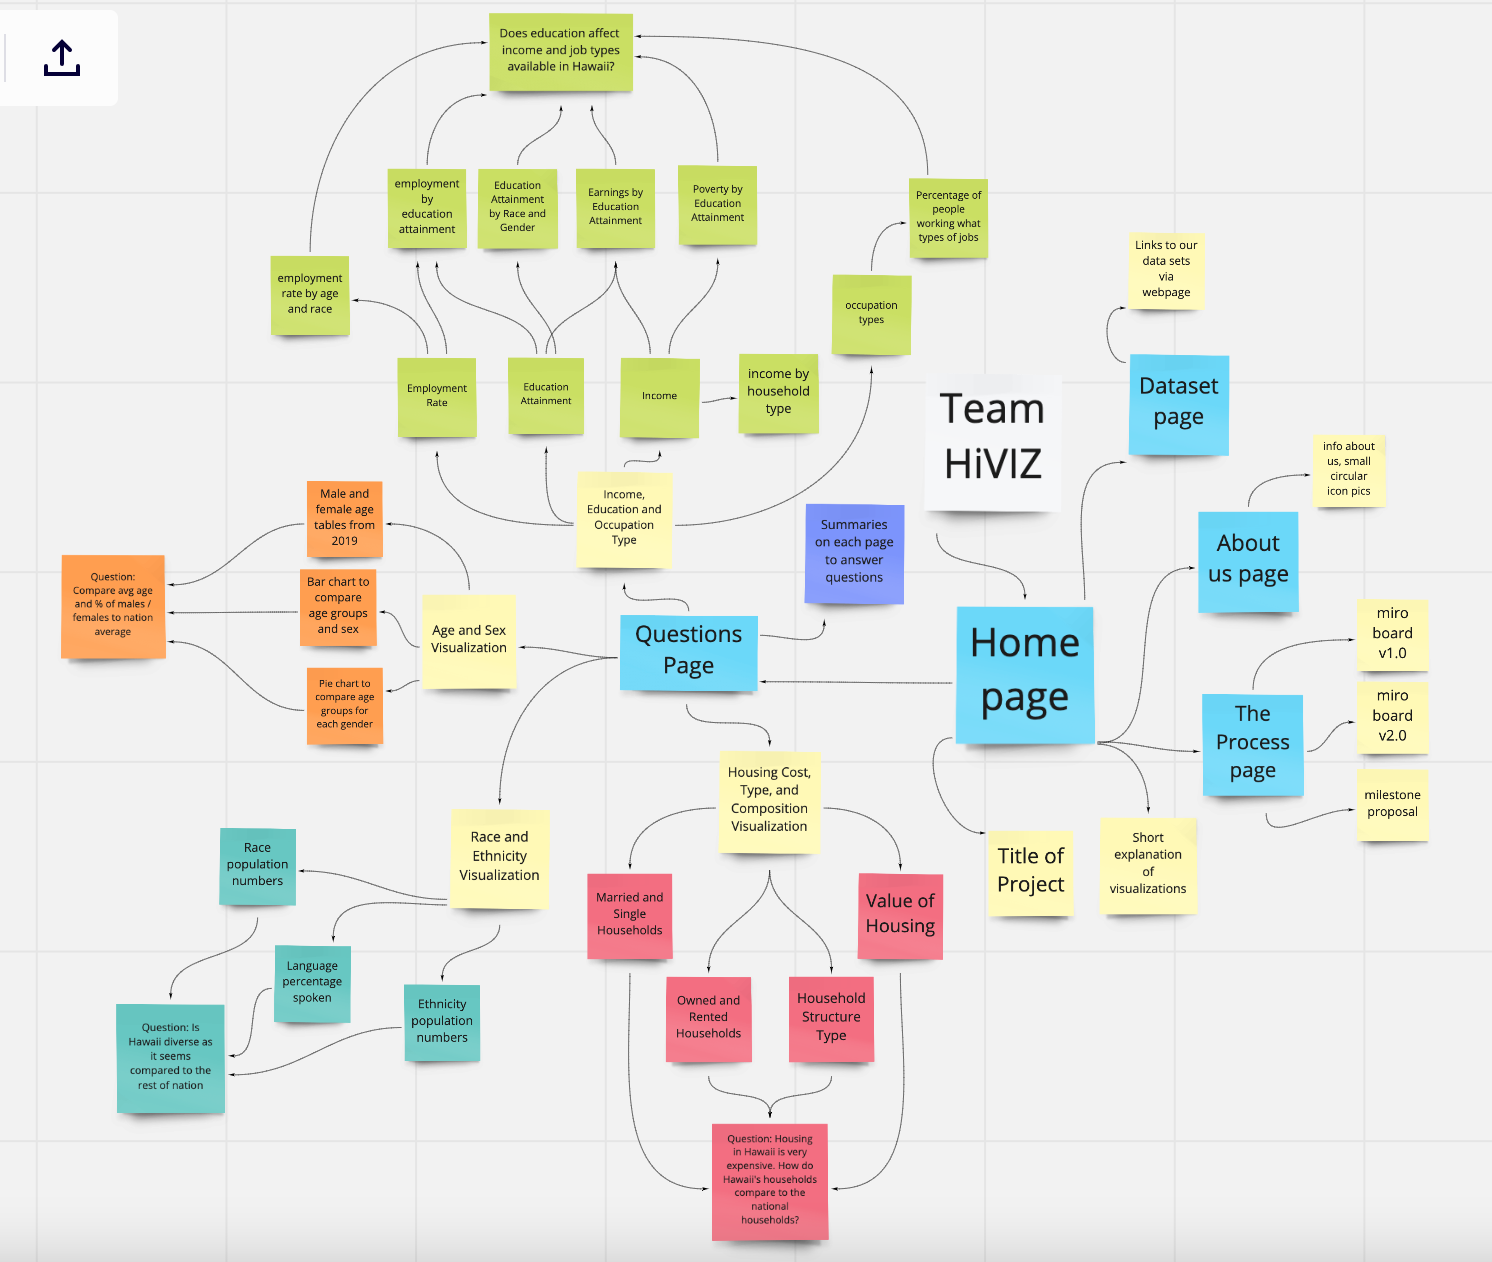 Does education affect
income and job types
available in Hawaii?
employment
by
education
attainment
Education
Attainment
by Race and
Gender
Earnings by
Education
Attainment
Poverty by
Education
Attainment
Percentage of
people
working what
types of jobs
employment
rate by age
and race
occupation
types
Links to our
data sets
via
webpage
Employment
Rate
Education
Attainment
Income
income by
household
type
Team
HiVIZ
Dataset
page
info about
us, small
circular
icon pics
Male and
female age
tables from
2019
Income,
Education and
Occupation
Type
Summaries
on each page
to answer
questions
About
us page
Question:
Compare avg age
and % of males /
females to nation
average
Bar chart to
compare
age groups
and sex
Age and Sex
Visualization
Questions
Page
Home
page
miro
board
v1.0
Pie chart to
compare age
groups for
each gender
The
Process
page
miro
board
v2.0
Housing Cost,
Type, and
Composition
Visualization
milestone
proposal
Race
population
numbers
Race and
Ethnicity
Visualization
Title of
Project
Short
explanation
of
visualizations
Married and
Single
Households
Value of
Housing
Language
percentage
spoken
Ethnicity
population
numbers
Owned and
Rented
Households
Household
Structure
Type
Question: Is
Hawaii diverse as
it seems
compared to the
rest of nation
Question: Housing
in Hawaii is very
expensive. How do
Hawaii's households
compare to the
national
households?